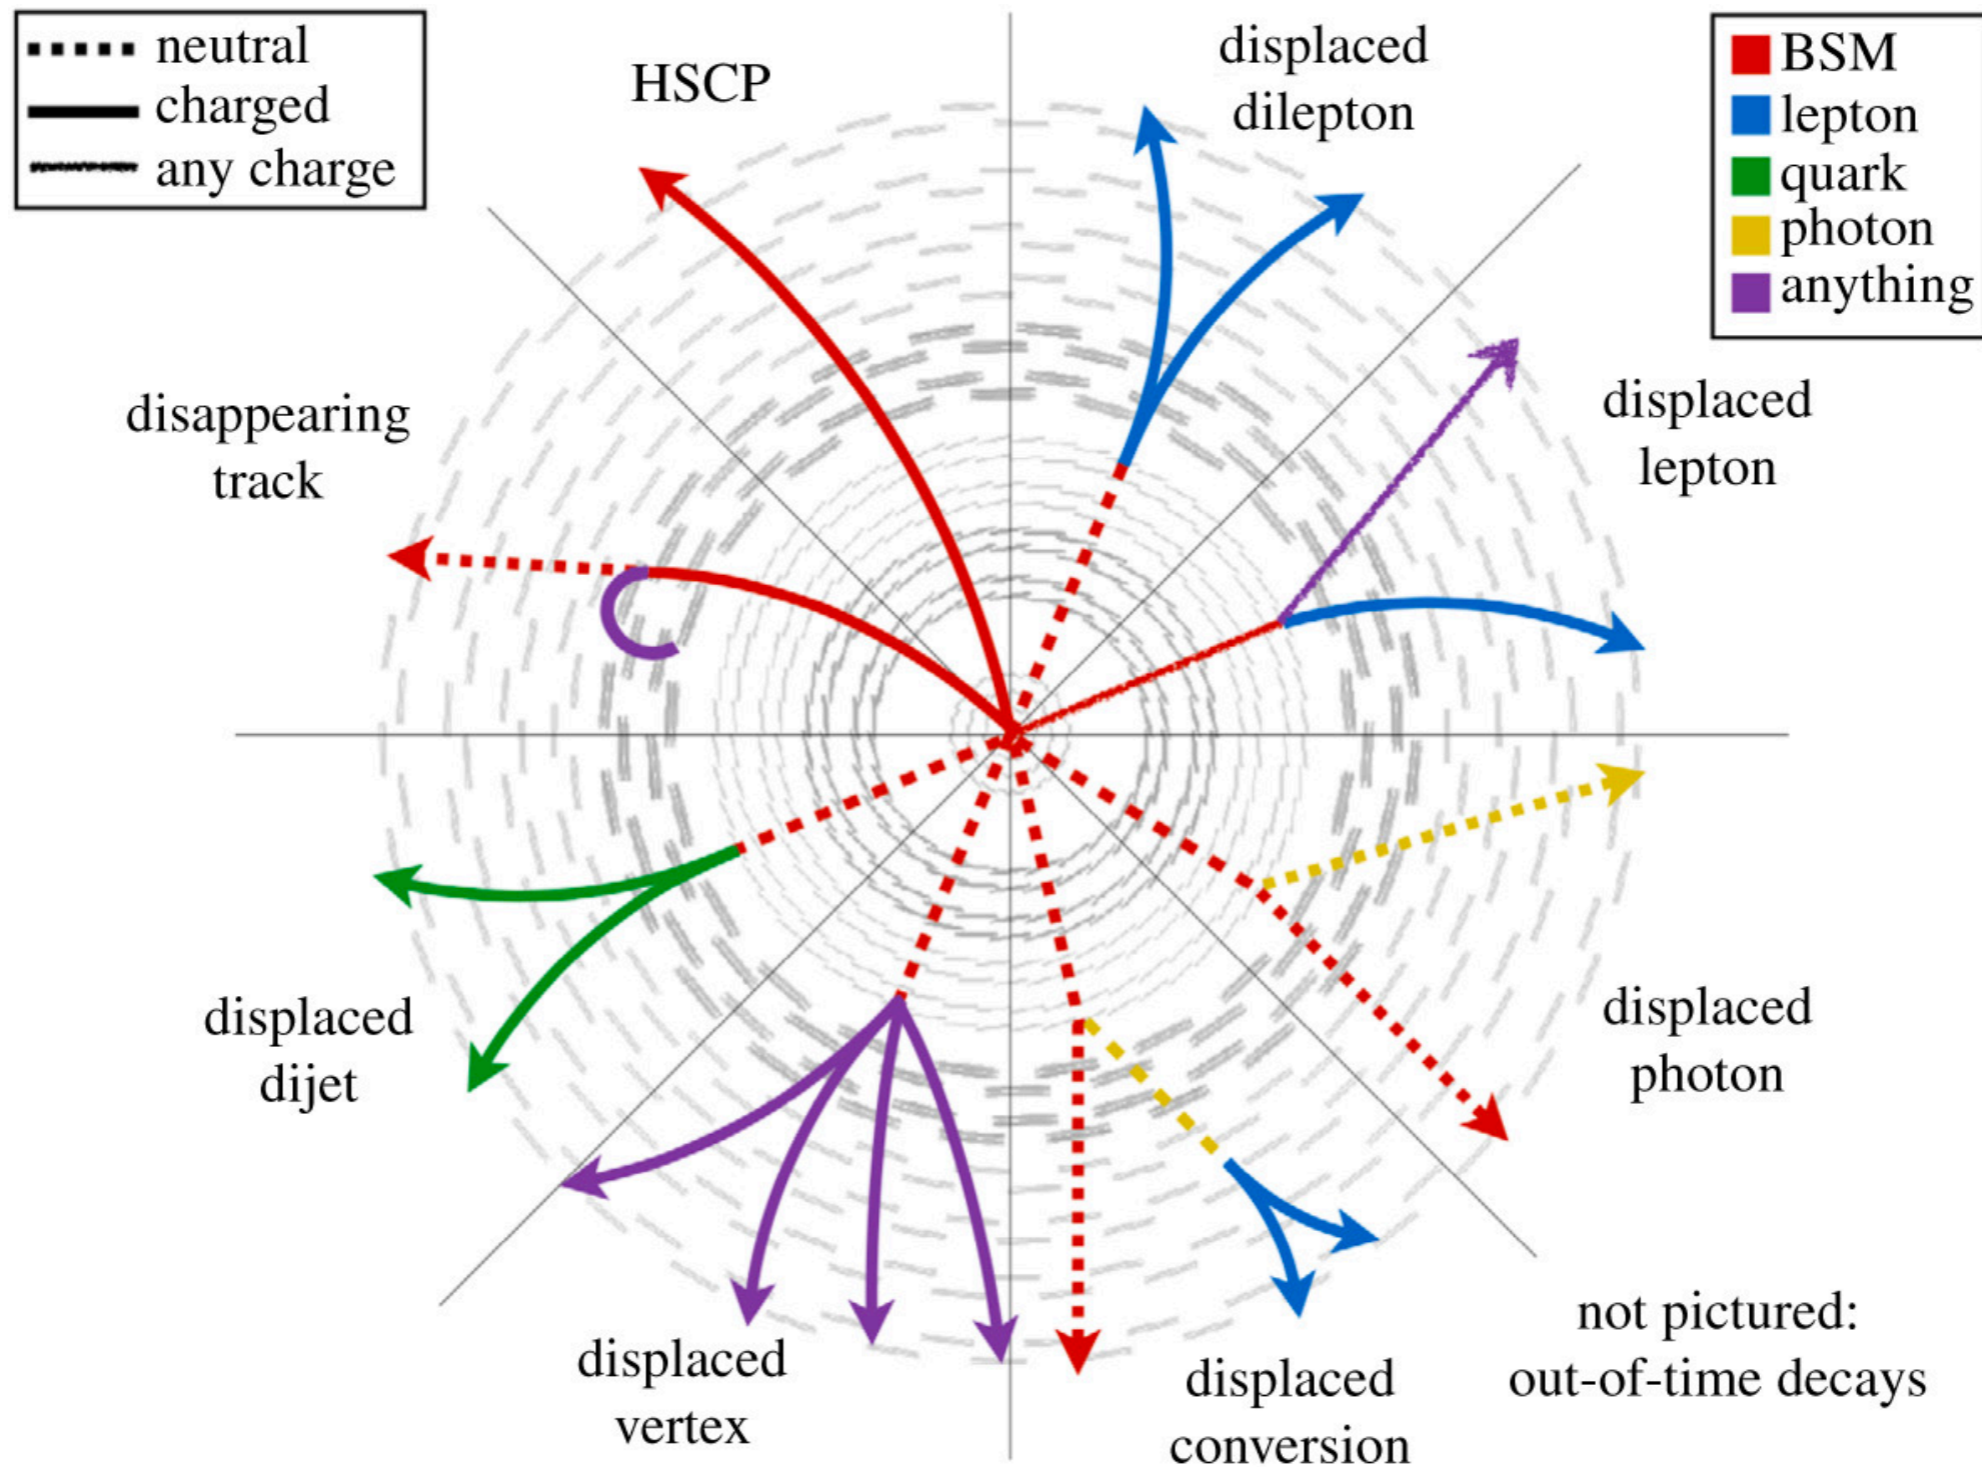 neutral
charged
any charge
HSCP
displaced
dilepton
BSM
lepton
quark
photon
anything
displaced
lepton
disappearing
track
displaced
dijet
displaced
photon
displaced
vertex
displaced
conversion
not pictured:
out-of-time decays